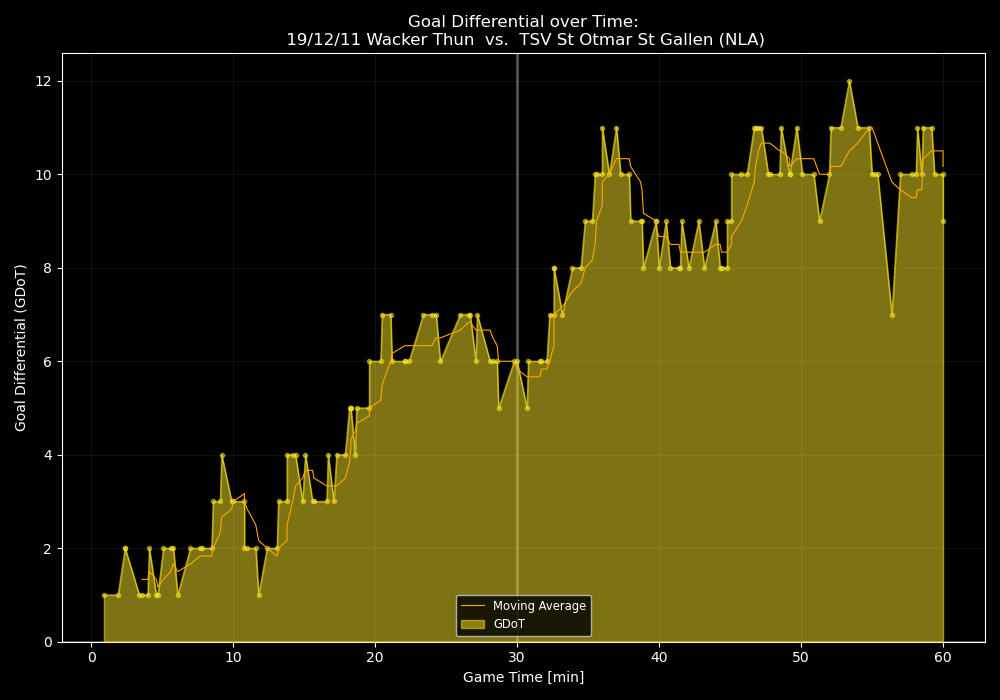 Goal Differential over Time:
19/12/11 Wacker Thun  vs.  TSV St Otmar St Gallen (NLA)
Goal Differential (GDoT)
12
10
8
6
4
2
0
Moving Average
GDoT
0 10 20 30 40 50 60
Game Time [min]